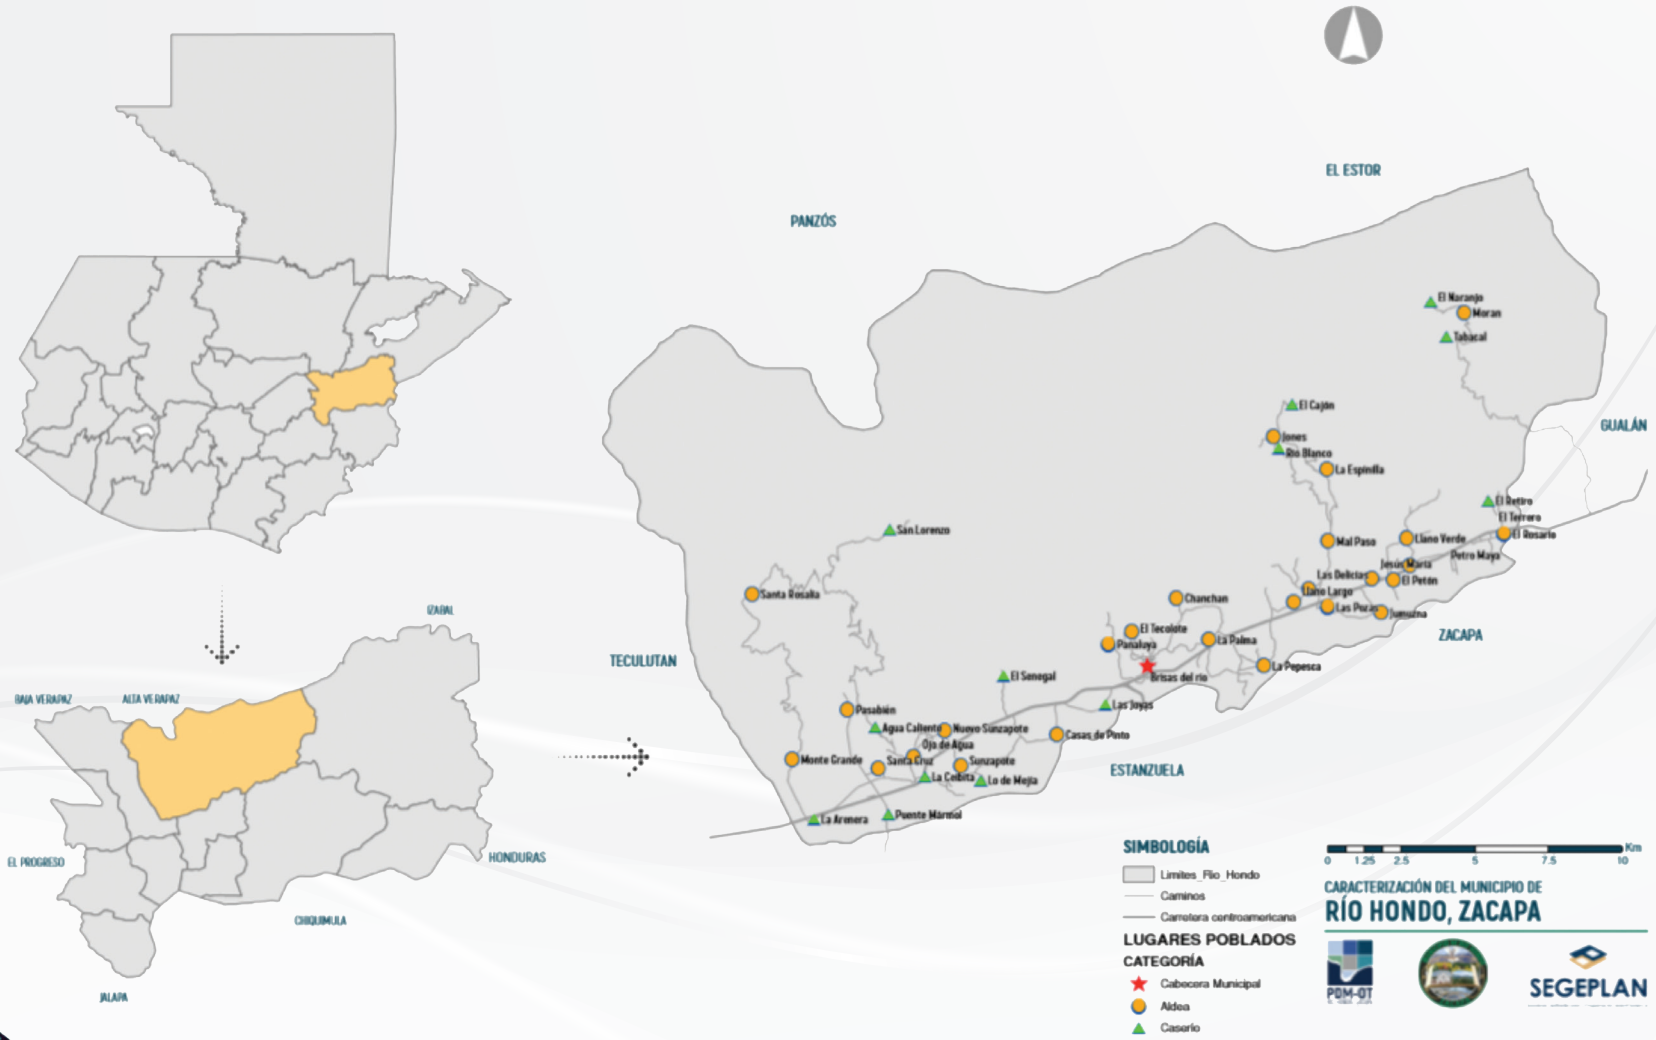 EL ESTOR
PANZÓS
El Naranjo
Moran
Tabacal
El Cajón
GUALÁN
Jones
Río Blanco
La Espinilla
El Retiro
El Terrero
San Lorenzo
El Rosario
Mal Paso
Llano Verde
Petro Maya
Jesús María
Las Delicias
El Petón
Santa Rosalia
Llano Largo
Chanchan
Las Pozas
Jumuzna
IZABAL
El Tecolote
ZACAPA
La Palma
Panaluya
TECULUTAN
La Pepesca
El Senegal
Brisas del río
BAJA VERAPAZ
ALTA VERAPAZ
Las Joyas
Pasabién
Agua Caliente
Nuevo Sunzapote
Casas de Pinto
Ojo de Agua
Monte Grande
Santa Cruz
Sunzapote
ESTANZUELA
La Ceibita
Lo de Mejia
Puente Mármol
La Arenera
EL PROGRESO
HONDURAS
CHIQUIMULA
JALAPA
SIMBOLOGÍA
Limites_Rio_Hondo
Caminos
Carretera centroamericana
LUGARES POBLADOS
CATEGORÍA
Cabecera Municipal
Aldea
Caserío
Km
0 1.25 2.5 5 7.5 10
CARACTERIZACIÓN DEL MUNICIPIO DE
RÍO HONDO, ZACAPA
PDM-OT
SEGEPLAN